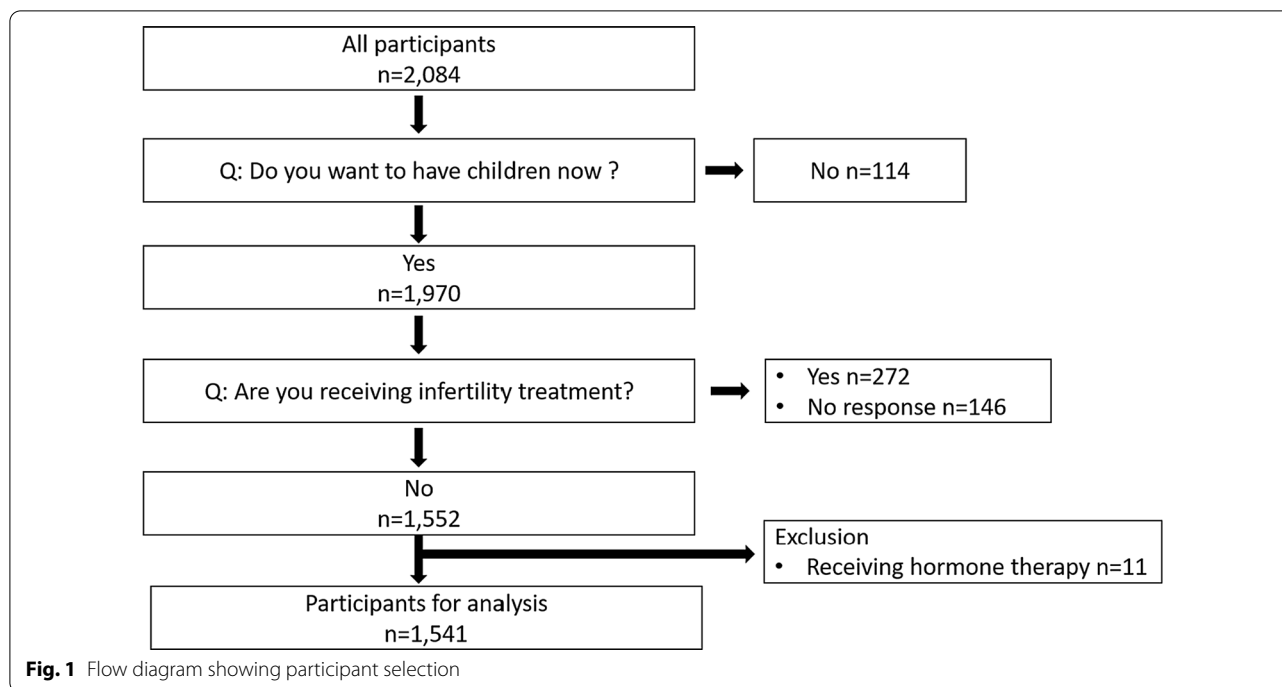 All participants
n=2,084
Q: Do you want to have children now ?
No n=114
Yes
n=1,970
Q: Are you receiving infertility treatment?
• Yes n=272
• No response n=146
No
n=1,552
Exclusion
• Receiving hormone therapy n=11
Participants for analysis
n=1,541
Fig. 1 Flow diagram showing participant selection